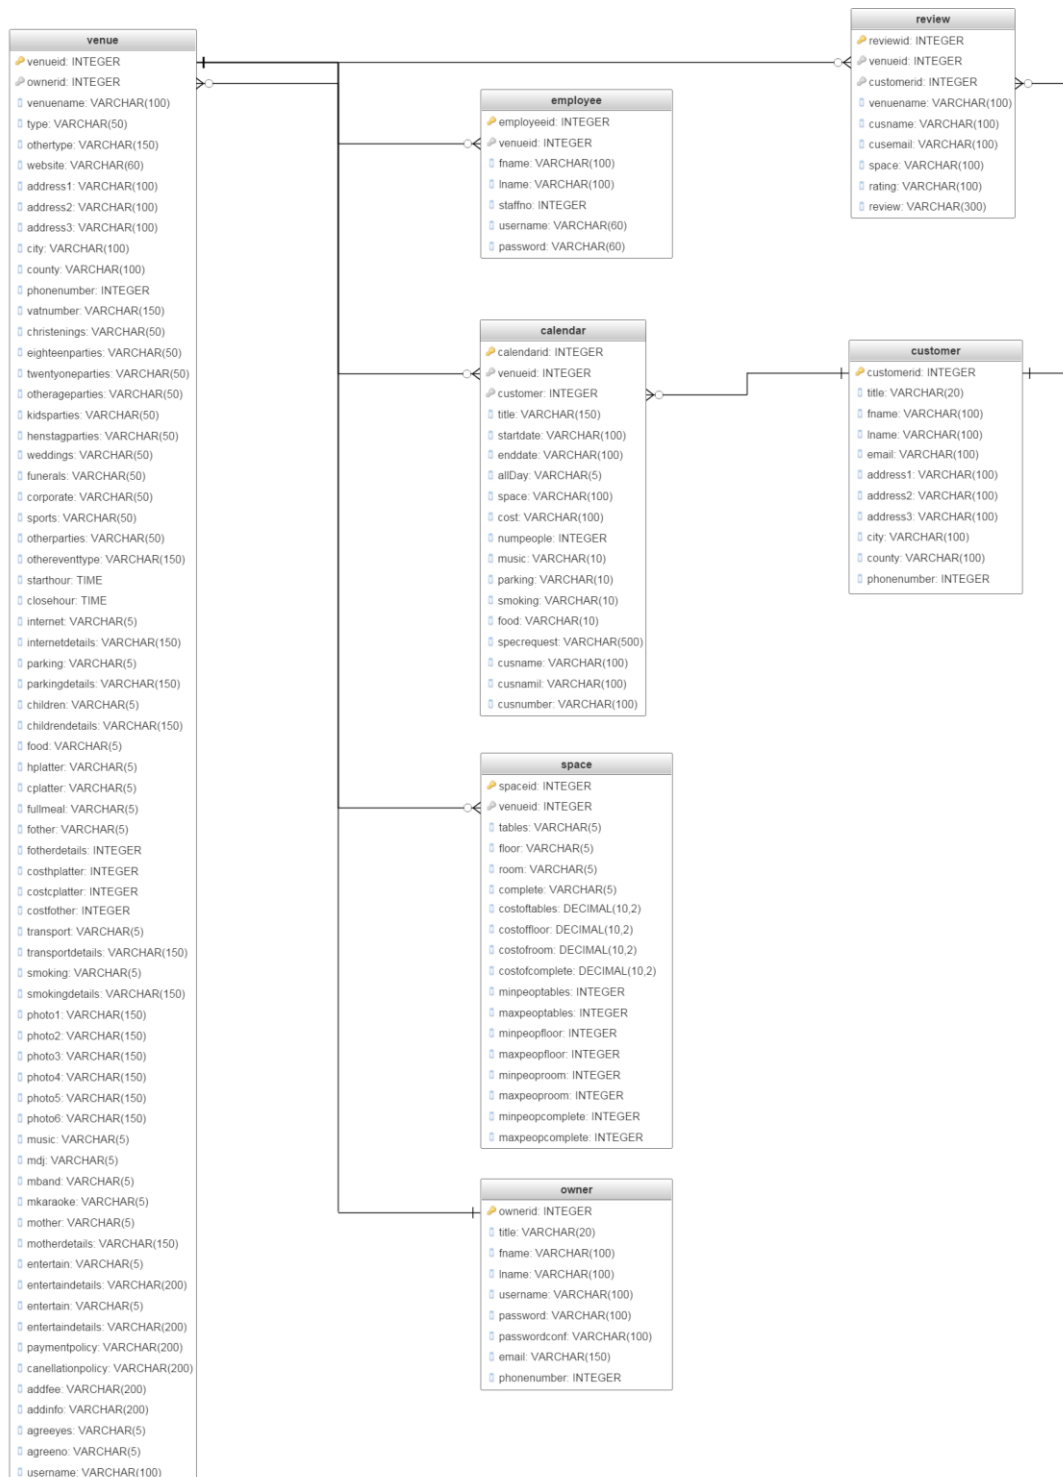 venue
venueid: INTEGER
ownerid: INTEGER
venuename: VARCHAR(100)
type: VARCHAR(50)
othertype: VARCHAR(150)
website: VARCHAR(60)
address1: VARCHAR(100)
address2: VARCHAR(100)
address3: VARCHAR(100)
city: VARCHAR(100)
county: VARCHAR(100)
phonenumber: INTEGER
vatnumber: VARCHAR(150)
christenings: VARCHAR(50)
eighteenparties: VARCHAR(50)
twentyoneparties: VARCHAR(50)
otherageparties: VARCHAR(50)
kidsparties: VARCHAR(50)
henstagparties: VARCHAR(50)
weddings: VARCHAR(50)
funerals: VARCHAR(50)
corporate: VARCHAR(50)
sports: VARCHAR(50)
otherparties: VARCHAR(50)
othereventtype: VARCHAR(150)
starthour: TIME
closehour: TIME
internet: VARCHAR(5)
internetdetails: VARCHAR(150)
parking: VARCHAR(5)
parkingdetails: VARCHAR(150)
children: VARCHAR(5)
childrendetails: VARCHAR(150)
food: VARCHAR(5)
hplatter: VARCHAR(5)
cplatter: VARCHAR(5)
fullmeal: VARCHAR(5)
fother: VARCHAR(5)
fotherdetails: INTEGER
costhplatter: INTEGER
costcplatter: INTEGER
costfother: INTEGER
transport: VARCHAR(5)
transportdetails: VARCHAR(150)
smoking: VARCHAR(5)
smokingdetails: VARCHAR(150)
photo1: VARCHAR(150)
photo2: VARCHAR(150)
photo3: VARCHAR(150)
photo4: VARCHAR(150)
photo5: VARCHAR(150)
photo6: VARCHAR(150)
music: VARCHAR(5)
mdj: VARCHAR(5)
mband: VARCHAR(5)
mkaraoke: VARCHAR(5)
mother: VARCHAR(5)
motherdetails: VARCHAR(150)
entertain: VARCHAR(5)
entertaindetails: VARCHAR(200)
entertain: VARCHAR(5)
entertaindetails: VARCHAR(200)
paymentpolicy: VARCHAR(200)
canellationpolicy: VARCHAR(200)
addfee: VARCHAR(200)
addinfo: VARCHAR(200)
agreeyes: VARCHAR(5)
agreeno: VARCHAR(5)
username: VARCHAR(100)
employee
employeeid: INTEGER
venueid: INTEGER
fname: VARCHAR(100)
lname: VARCHAR(100)
staffno: INTEGER
username: VARCHAR(60)
password: VARCHAR(60)
calendar
calendarid: INTEGER
venueid: INTEGER
customer: INTEGER
title: VARCHAR(150)
startdate: VARCHAR(100)
enddate: VARCHAR(100)
allDay: VARCHAR(5)
space: VARCHAR(100)
cost: VARCHAR(100)
numpeople: INTEGER
music: VARCHAR(10)
parking: VARCHAR(10)
smoking: VARCHAR(10)
food: VARCHAR(10)
specrequest: VARCHAR(500)
cusname: VARCHAR(100)
cusnamil: VARCHAR(100)
cusnumber: VARCHAR(100)
space
spaceid: INTEGER
venueid: INTEGER
tables: VARCHAR(5)
floor: VARCHAR(5)
room: VARCHAR(5)
complete: VARCHAR(5)
costoftables: DECIMAL(10,2)
costoffloor: DECIMAL(10,2)
costofroom: DECIMAL(10,2)
costofcomplete: DECIMAL(10,2)
minpeoptables: INTEGER
maxpeoptables: INTEGER
minpeopfloor: INTEGER
maxpeopfloor: INTEGER
minpeoproom: INTEGER
maxpeoproom: INTEGER
minpeopcomplete: INTEGER
maxpeopcomplete: INTEGER
owner
ownerid: INTEGER
title: VARCHAR(20)
fname: VARCHAR(100)
lname: VARCHAR(100)
username: VARCHAR(100)
password: VARCHAR(100)
passwordconf: VARCHAR(100)
email: VARCHAR(150)
phonenumber: INTEGER
review
reviewid: INTEGER
venueid: INTEGER
customerid: INTEGER
venuename: VARCHAR(100)
cusname: VARCHAR(100)
cusemail: VARCHAR(100)
space: VARCHAR(100)
rating: VARCHAR(100)
review: VARCHAR(300)
customer
customerid: INTEGER
title: VARCHAR(20)
fname: VARCHAR(100)
lname: VARCHAR(100)
email: VARCHAR(100)
address1: VARCHAR(100)
address2: VARCHAR(100)
address3: VARCHAR(100)
city: VARCHAR(100)
county: VARCHAR(100)
phonenumber: INTEGER